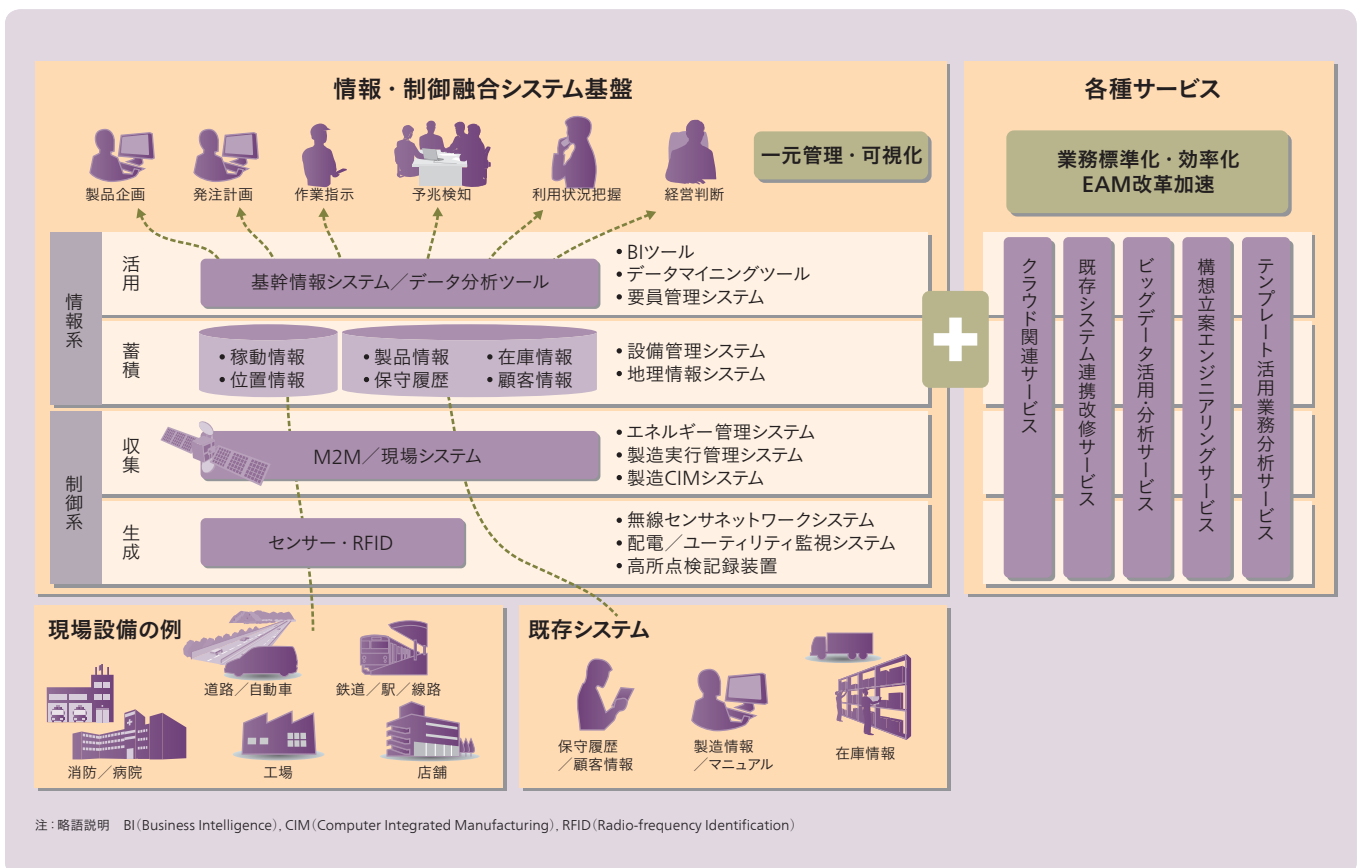 情報・制御融合システム基盤
製品企画
発注計画
作業指示
予兆検知
利用状況把握
経営判断
一元管理・可視化
情報系
活用
基幹情報システム／データ分析ツール
• BIツール
• データマイニングツール
• 要員管理システム
蓄積
• 稼動情報
• 位置情報
• 製品情報
• 保守履歴
• 在庫情報
• 顧客情報
• 設備管理システム
• 地理情報システム
制御系
収集
M2M／現場システム
• エネルギー管理システム
• 製造実行管理システム
• 製造CIMシステム
生成
センサー・RFID
• 無線センサネットワークシステム
• 配電／ユーティリティ監視システム
• 高所点検記録装置
各種サービス
業務標準化・効率化
EAM改革加速
クラウド関連サービス
既存システム連携改修サービス
ビッグデータ活用・分析サービス
構想立案エンジニアリングサービス
テンプレート活用業務分析サービス
現場設備の例
道路／自動車
鉄道／駅／線路
消防／病院
工場
店舗
既存システム
保守履歴
／顧客情報
製造情報
／マニュアル
在庫情報
注：略語説明　BI（Business Intelligence）, CIM（Computer Integrated Manufacturing）, RFID（Radio-frequency Identification）